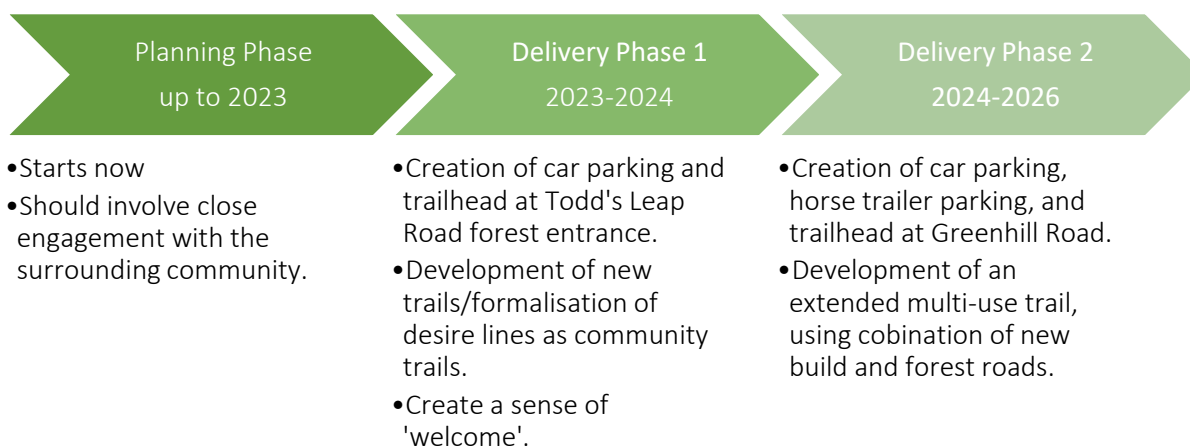 Planning Phase
up to 2023
•Starts now
•Should involve close
engagement with the
surrounding community.
Delivery Phase 1
2023-2024
•Creation of car parking and
trailhead at Todd's Leap
Road forest entrance.
•Development of new
trails/formalisation of
desire lines as community
trails.
•Create a sense of
'welcome'.
Delivery Phase 2
2024-2026
•Creation of car parking,
horse trailer parking, and
trailhead at Greenhill Road.
•Development of an
extended multi-use trail,
using cobination of new
build and forest roads.